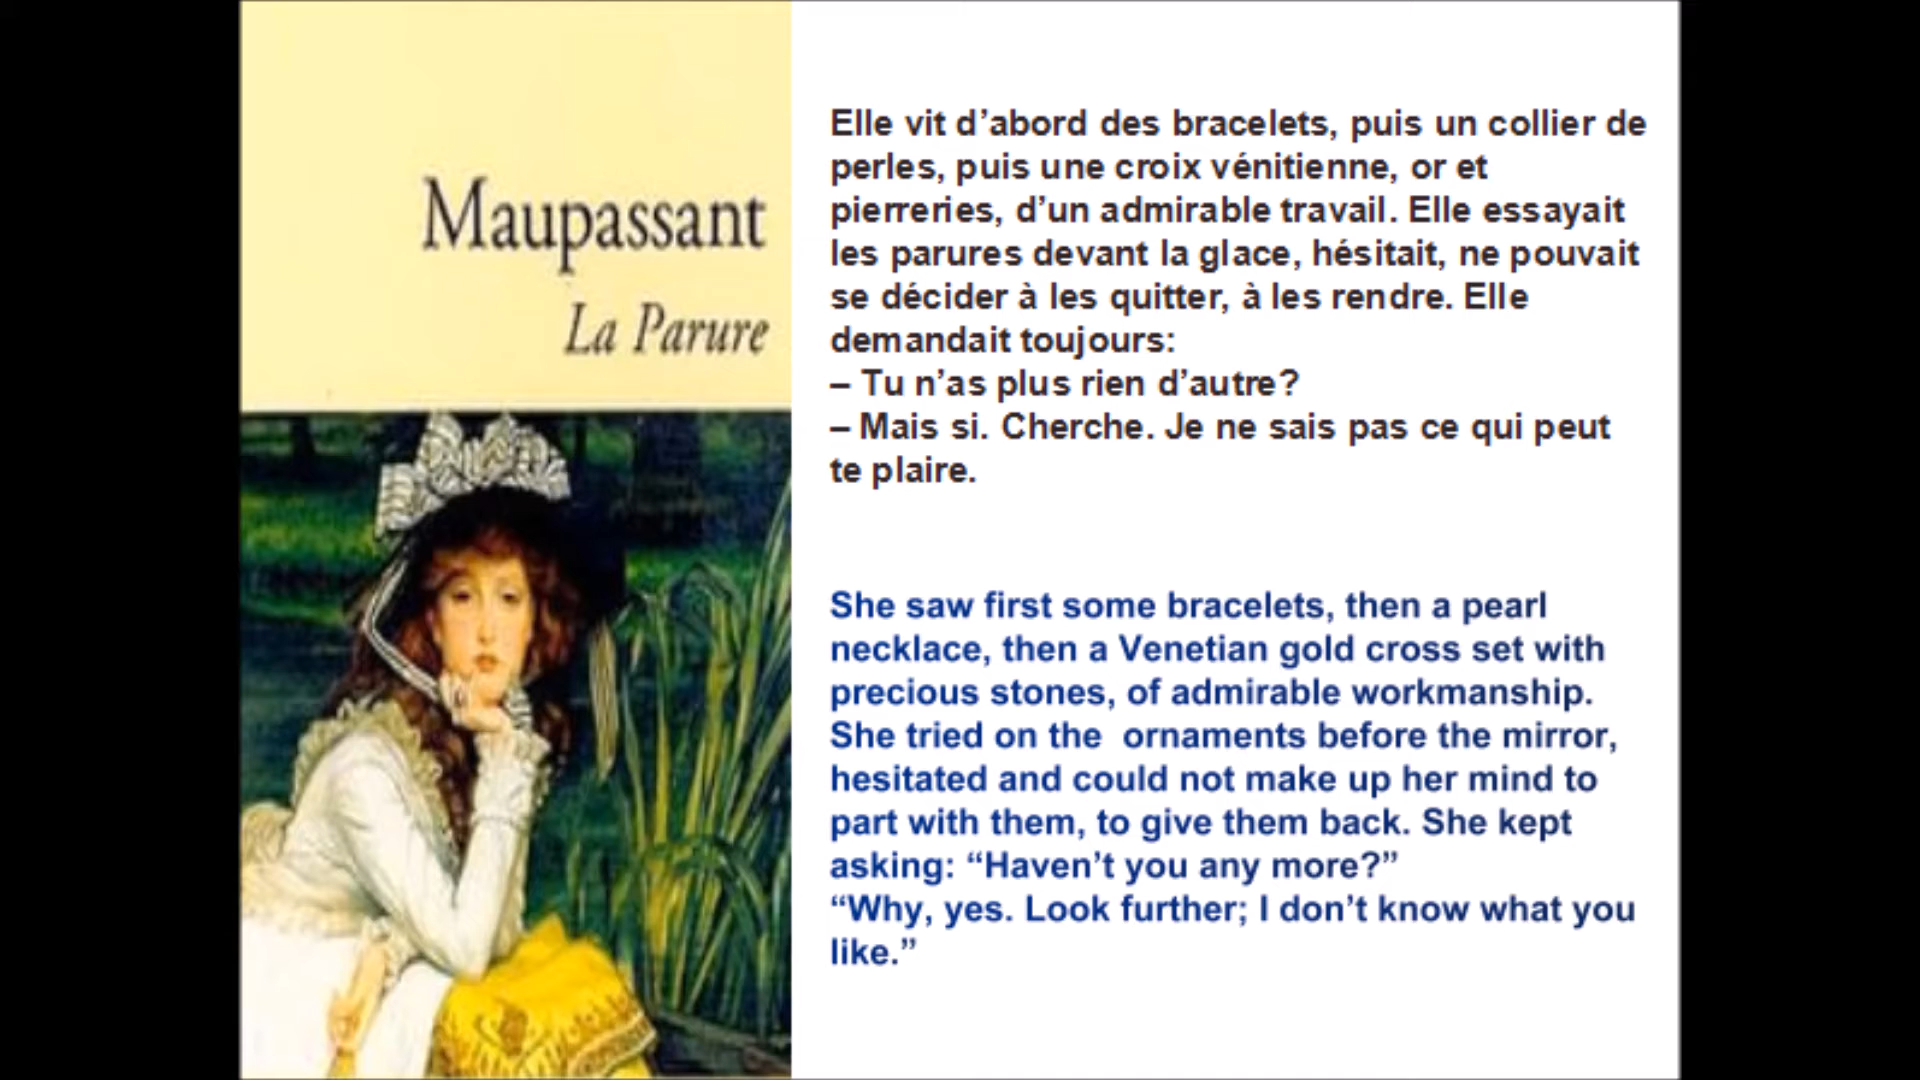 Maupassant
La Parure
Elle vit d’abord des bracelets, puis un collier de
perles, puis une croix vénitienne, or et
pierreries, d’un admirable travail. Elle essayait
les parures devant la glace, hésitait, ne pouvait
se décider à les quitter, à les rendre. Elle
demandait toujours:
– Tu n’as plus rien d’autre?
– Mais si. Cherche. Je ne sais pas ce qui peut
te plaire.
She saw first some bracelets, then a pearl
necklace, then a Venetian gold cross set with
precious stones, of admirable workmanship.
She tried on the  ornaments before the mirror,
hesitated and could not make up her mind to
part with them, to give them back. She kept
asking: “Haven’t you any more?”
“Why, yes. Look further; I don’t know what you
like.”